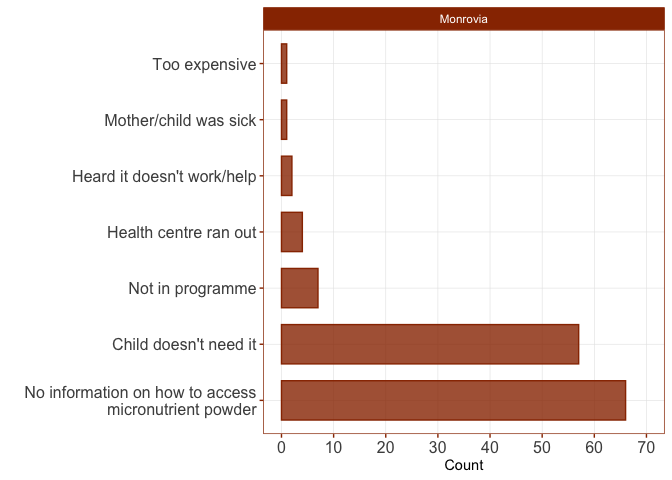 Monrovia
Too expensive
Mother/child was sick
Heard it doesn't work/help
Health centre ran out
Not in programme
Child doesn't need it
No information on how to access
micronutrient powder
0 10 20 30 40 50 60 70
Count